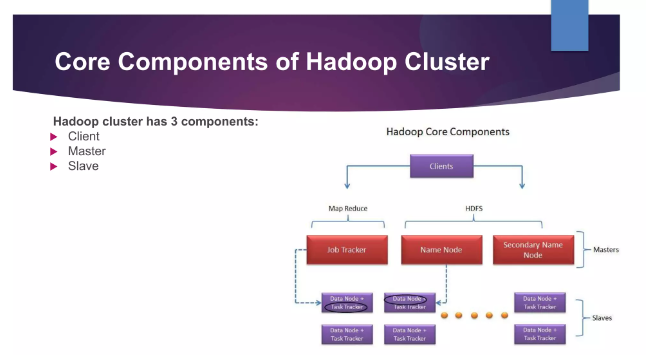 Core Components of Hadoop Cluster
Hadoop cluster has 3 components:
Client
Master
Slave
Hadoop Core Components
Clients
Map Reduce
HDFS
Job Tracker
Name Node
Secondary Name
Node
Masters
Data Node +
Task Tracker
Data Node +
Task Tracker
Data Node +
Task Tracker
Slaves
Data Node +
Task Tracker
Data Node +
Task Tracker
Data Node +
Task Tracker